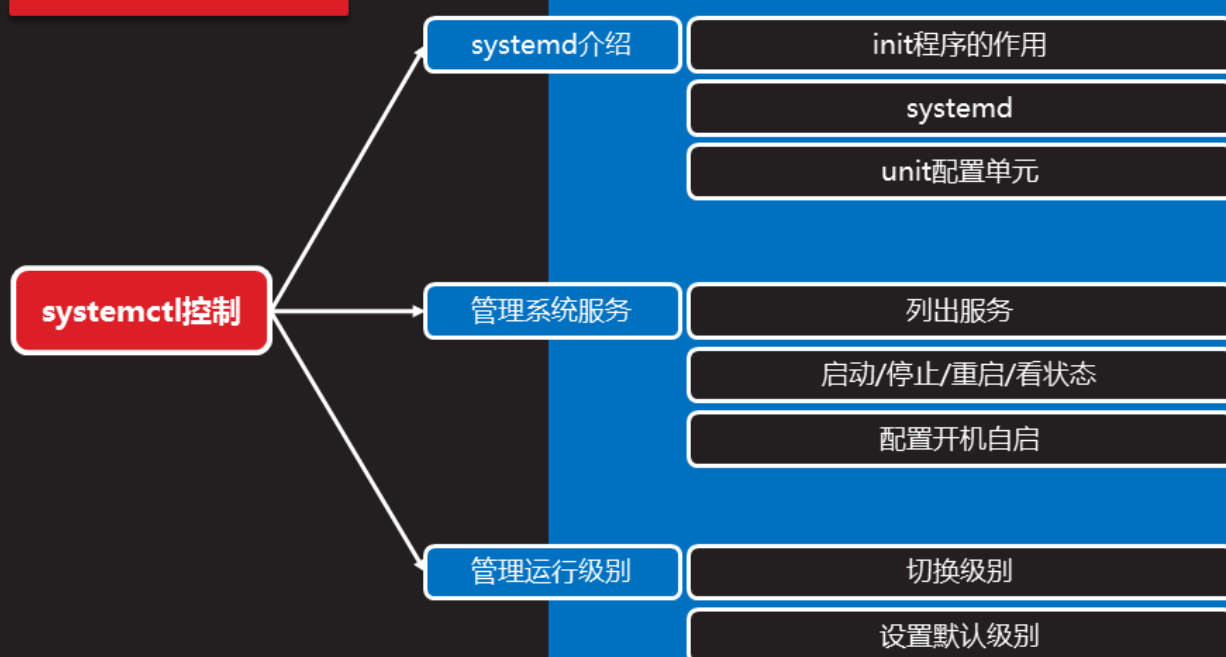 systemd介绍
init程序的作用
systemd
unit配置单元
systemctl控制
管理系统服务
列出服务
启动/停止/重启/看状态
配置开机自启
管理运行级别
切换级别
设置默认级别